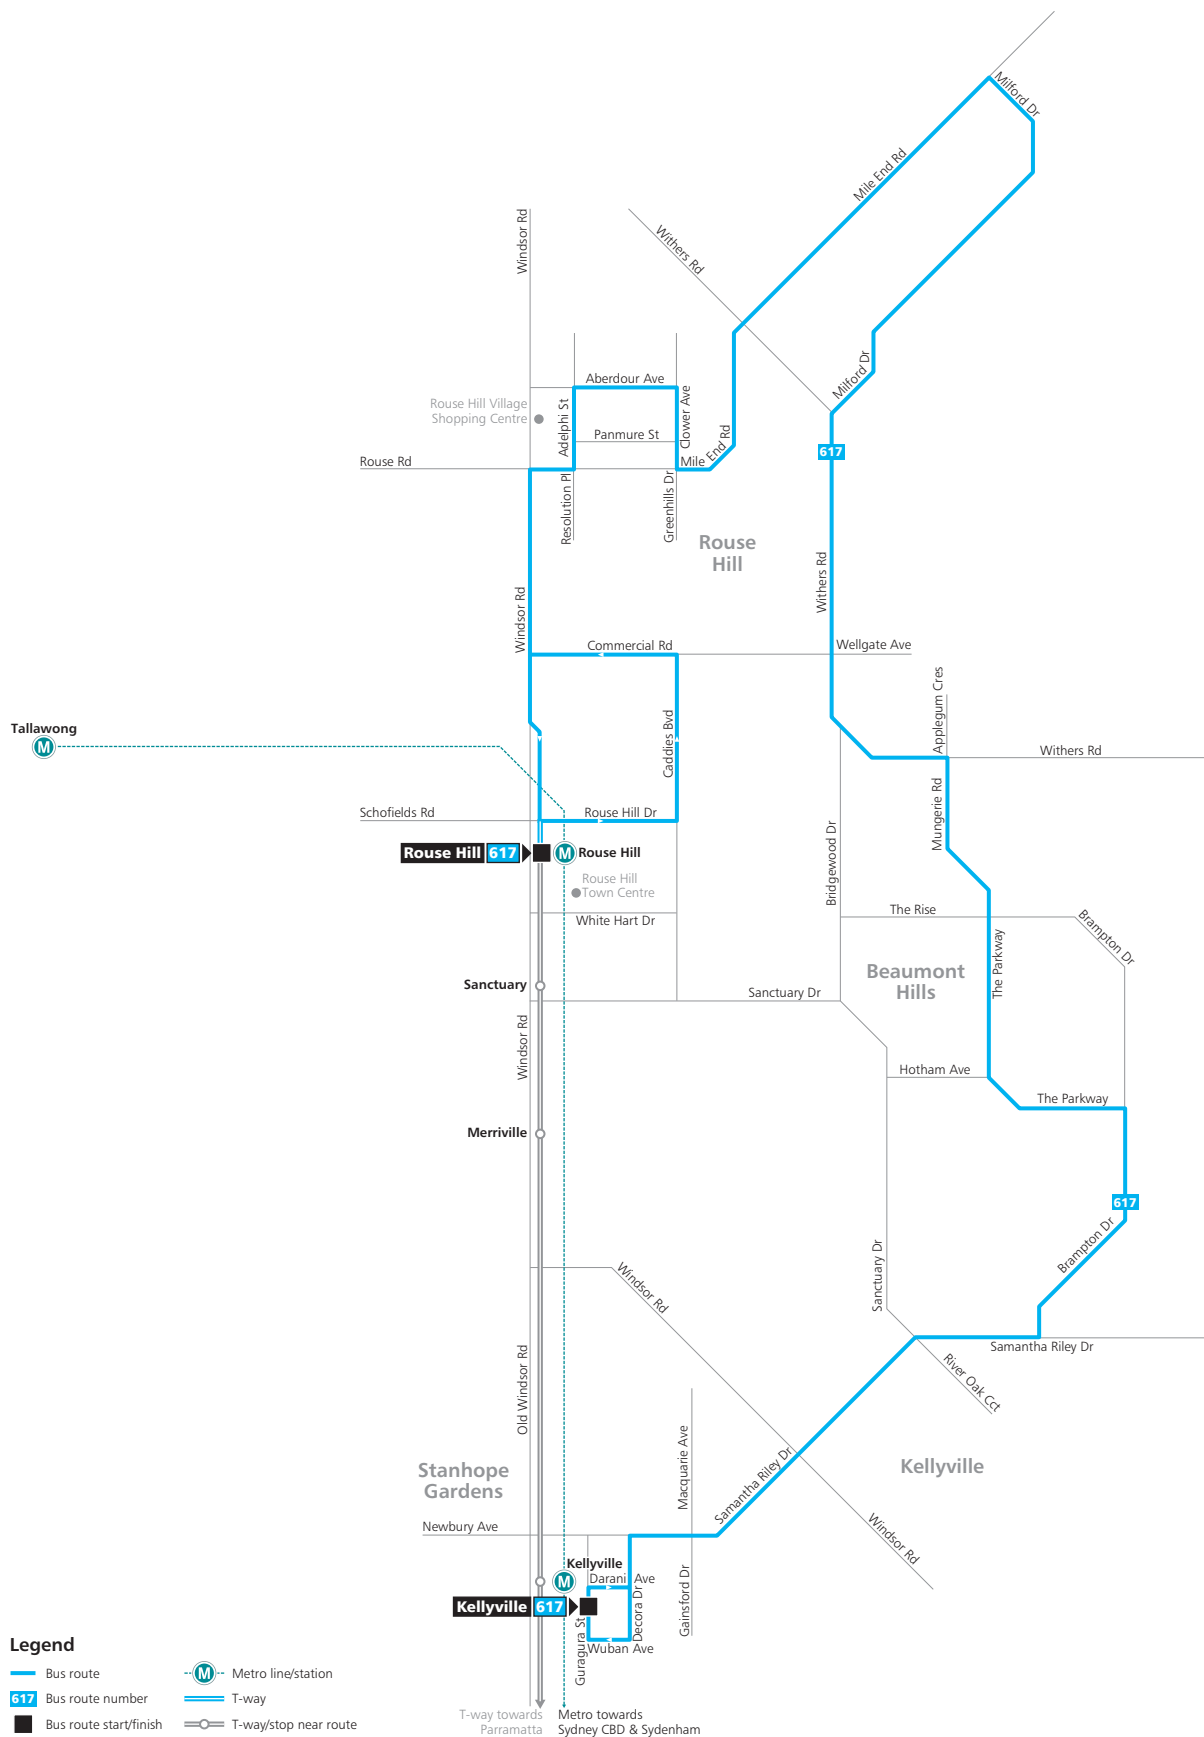 Milford Dr
Mile End Rd
Windsor Rd
Withers Rd
Aberdour Ave
Rouse Hill Village
Shopping Centre
Adelphi St
Clower Ave
Milford Dr
Panmure St
Mile End Rd
617
Rouse Rd
Resolution Pl
Greenhills Dr
Rouse
Hill
Withers Rd
Windsor Rd
Commercial Rd
Wellgate Ave
Applegum Cres
Tallawong
M
Caddies Bvd
Withers Rd
Mungerie Rd
Schofields Rd
Rouse Hill Dr
Rouse Hill 617
M
Rouse Hill
Bridgewood Dr
Rouse Hill
Town Centre
White Hart Dr
The Rise
Brampton Dr
The Parkway
Beaumont
Hills
Sanctuary
Sanctuary Dr
Windsor Rd
Hotham Ave
The Parkway
Merriville
617
Brampton Dr
Sanctuary Dr
Windsor Rd
Samantha Riley Dr
River Oak Cct
Old Windsor Rd
Macquarie Ave
Stanhope
Gardens
Samantha Riley Dr
Kellyville
Newbury Ave
Windsor Rd
Kellyville
M
Darani Ave
Gainsford Dr
Kellyville 617
Decora Dr
Guragura St
Wuban Ave
Legend
Bus route
M
Metro line/station
617
Bus route number
T-way
Bus route start/finish
T-way/stop near route
T-way towards
Parramatta
Metro towards
Sydney CBD & Sydenham